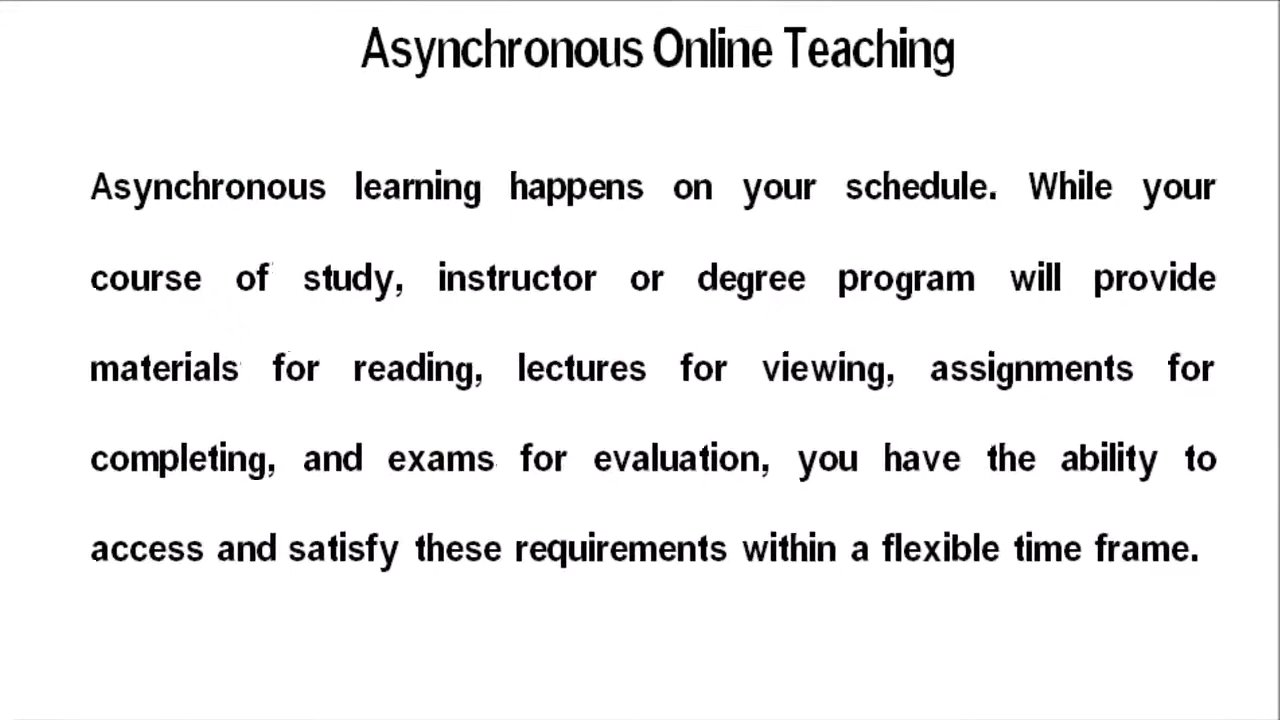 Asynchronous Online Teaching
Asynchronous learning happens on your schedule. While your
course of study, instructor or degree program will provide
materials for reading, lectures for viewing, assignments for
completing, and exams for evaluation, you have the ability to
access and satisfy these requirements within a flexible time frame.